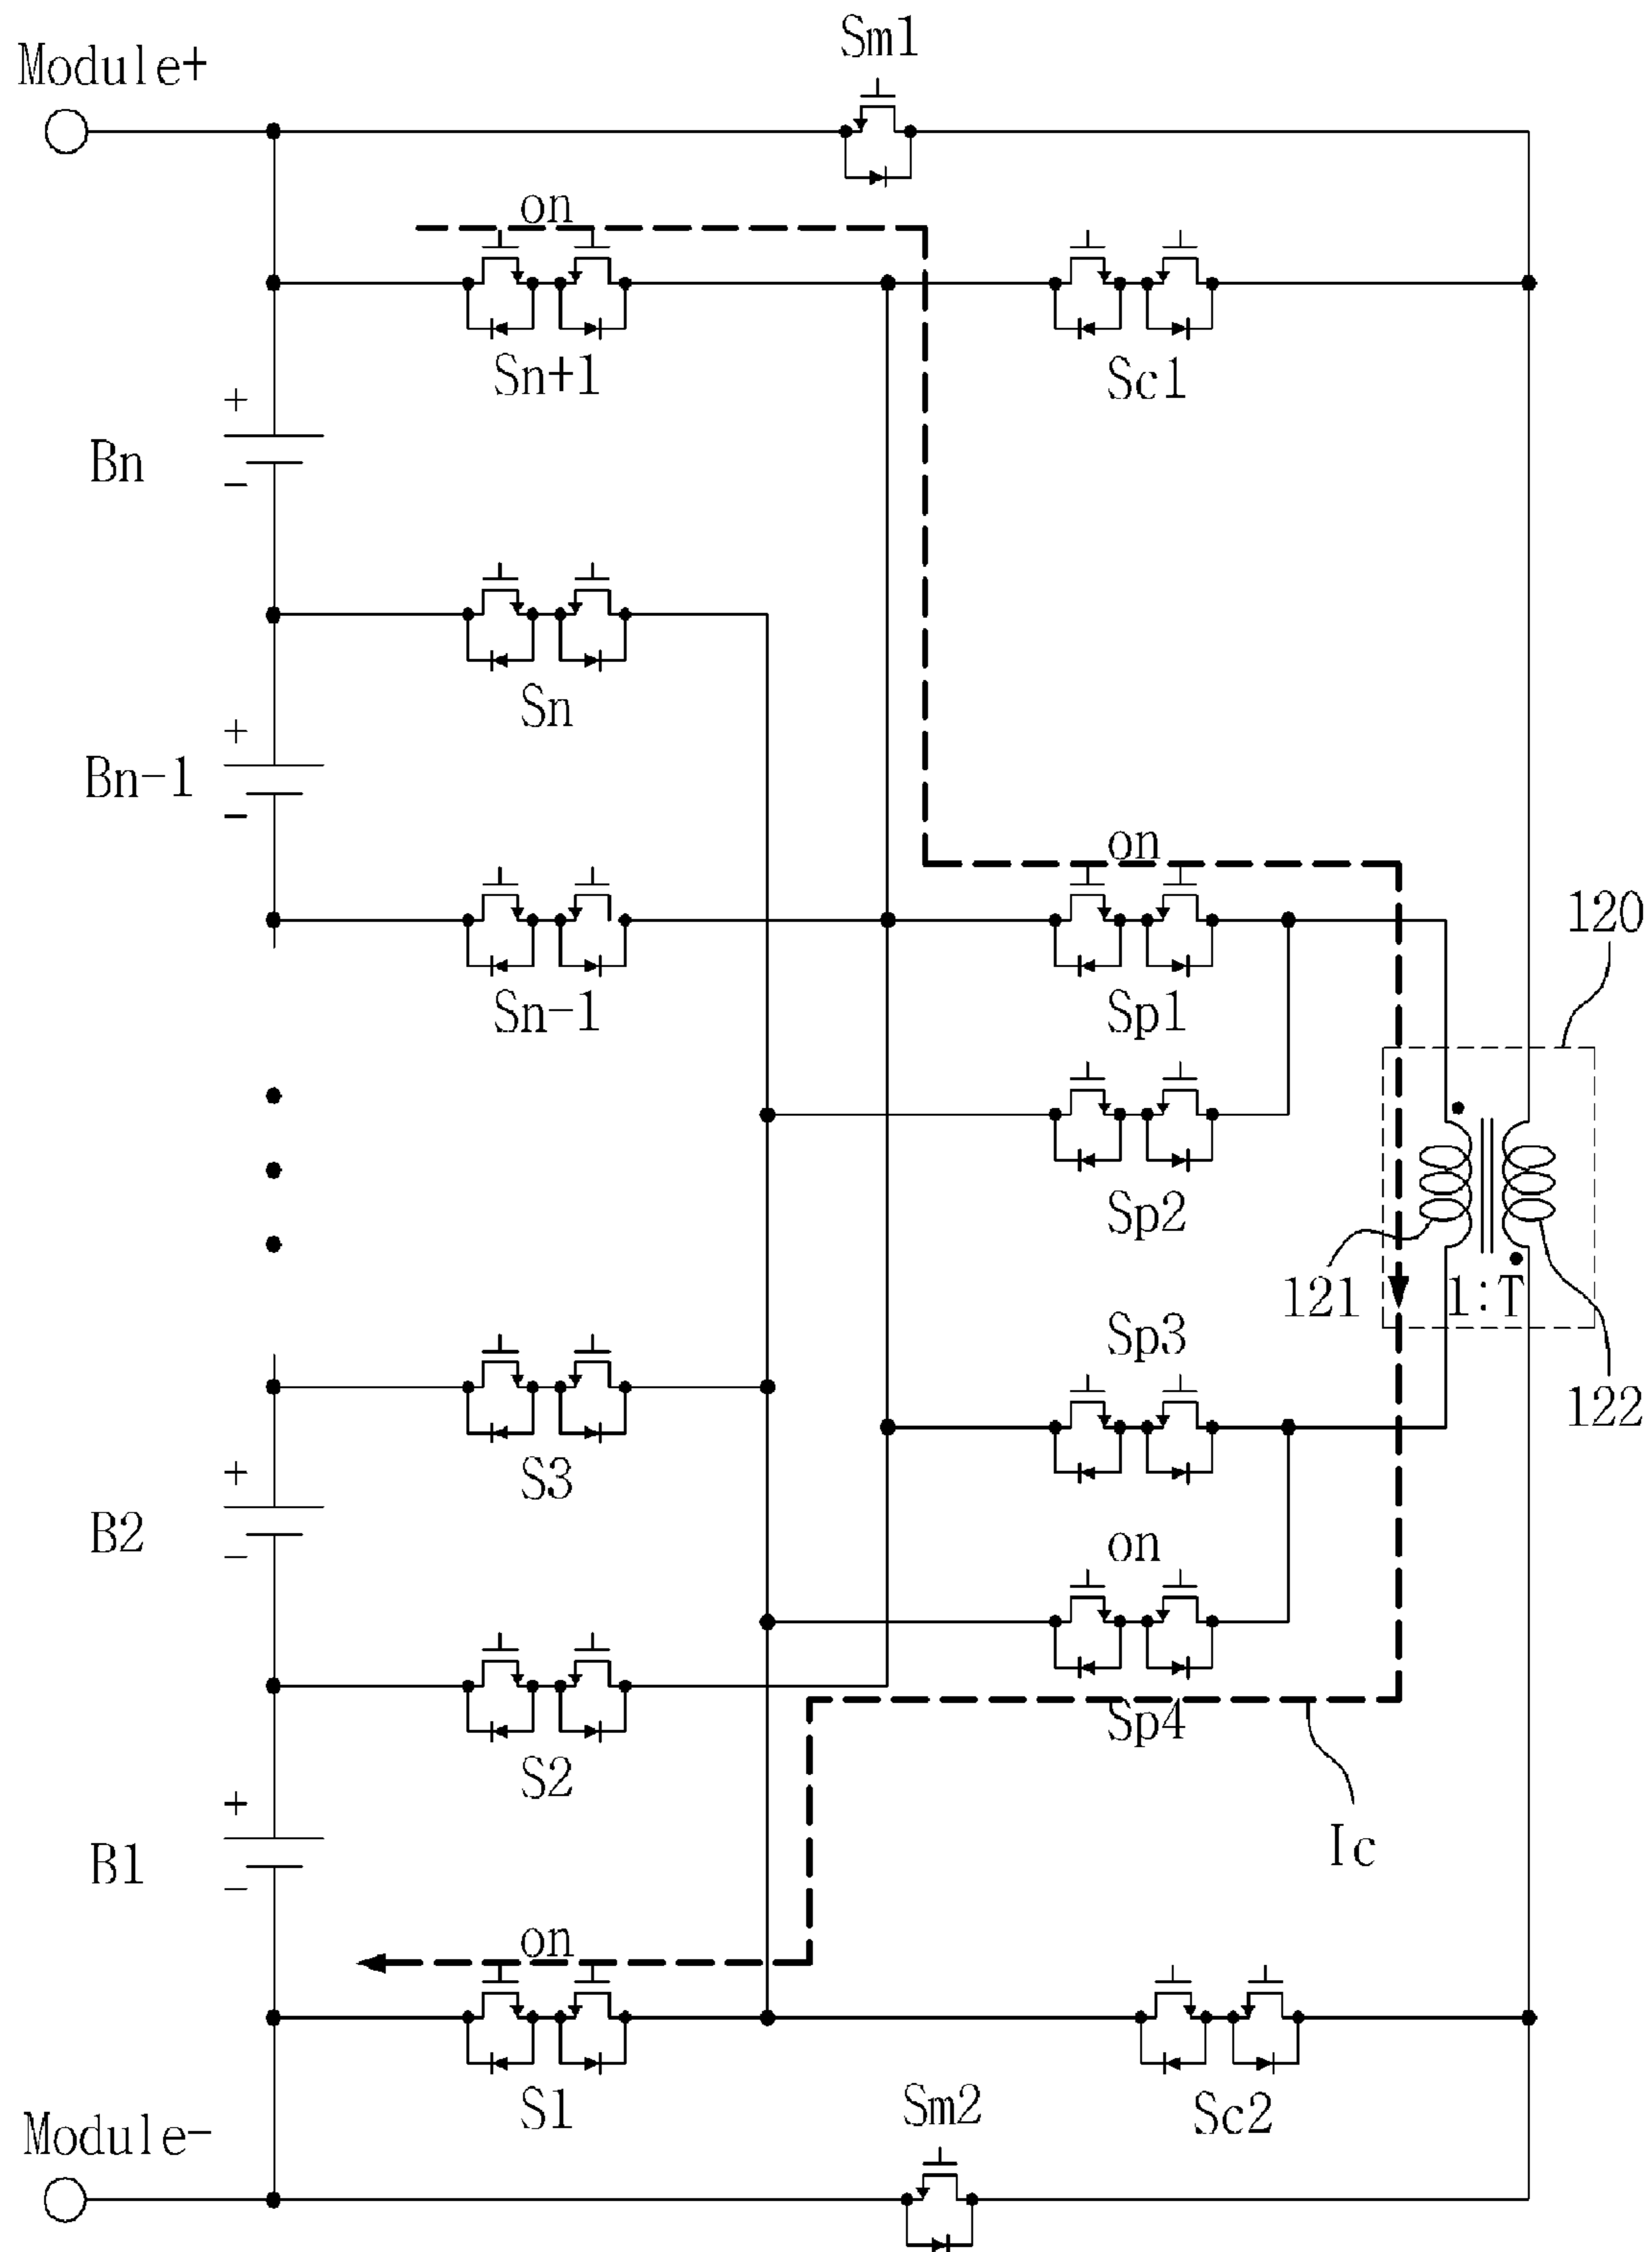 Sm1
Module+
on
Sn+1
Sc1
+
Bn
-
Sn
+
Bn-1
-
on
120
Sn-1
Sp1
Sp2
121
1:T
Sp3
122
S3
+
B2
-
on
Sp4
S2
+
Ic
B1
-
on
S1
Sm2
Sc2
Module-